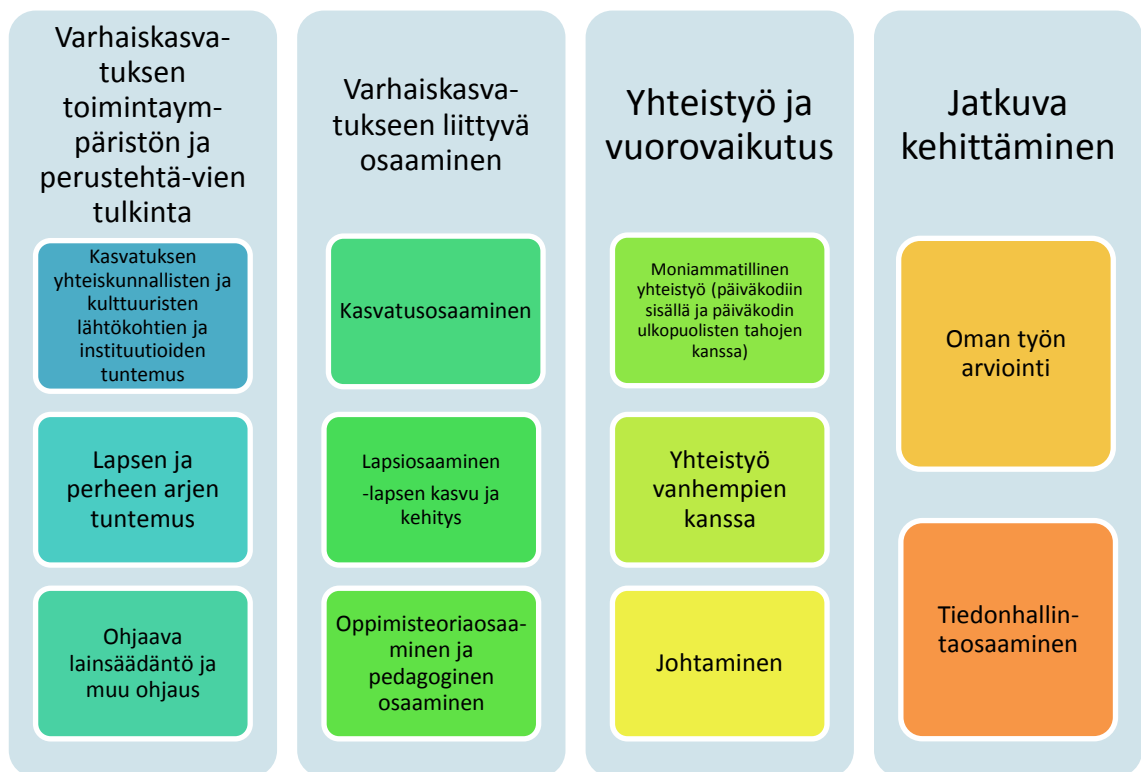 Varhaiskasva-
tuksen
toimintaym-
päristön ja
perustehtä-vien
tulkinta
Kasvatuksen
yhteiskunnallisten ja
kulttuuristen
lähtökohtien ja
instituutioiden
tuntemus
Lapsen ja
perheen arjen
tuntemus
Ohjaava
lainsäädäntö ja
muu ohjaus
Varhaiskasva-
tukseen liittyvä
osaaminen
Kasvatusosaaminen
Lapsiosaaminen
-lapsen kasvu ja
kehitys
Oppimisteoriaosaa-
minen ja
pedagoginen
osaaminen
Yhteistyö ja
vuorovaikutus
Moniammatillinen
yhteistyö (päiväkodiin
sisällä ja päiväkodin
ulkopuolisten tahojen
kanssa)
Yhteistyö
vanhempien
kanssa
Johtaminen
Jatkuva
kehittäminen
Oman työn
arviointi
Tiedonhallin-
taosaaminen